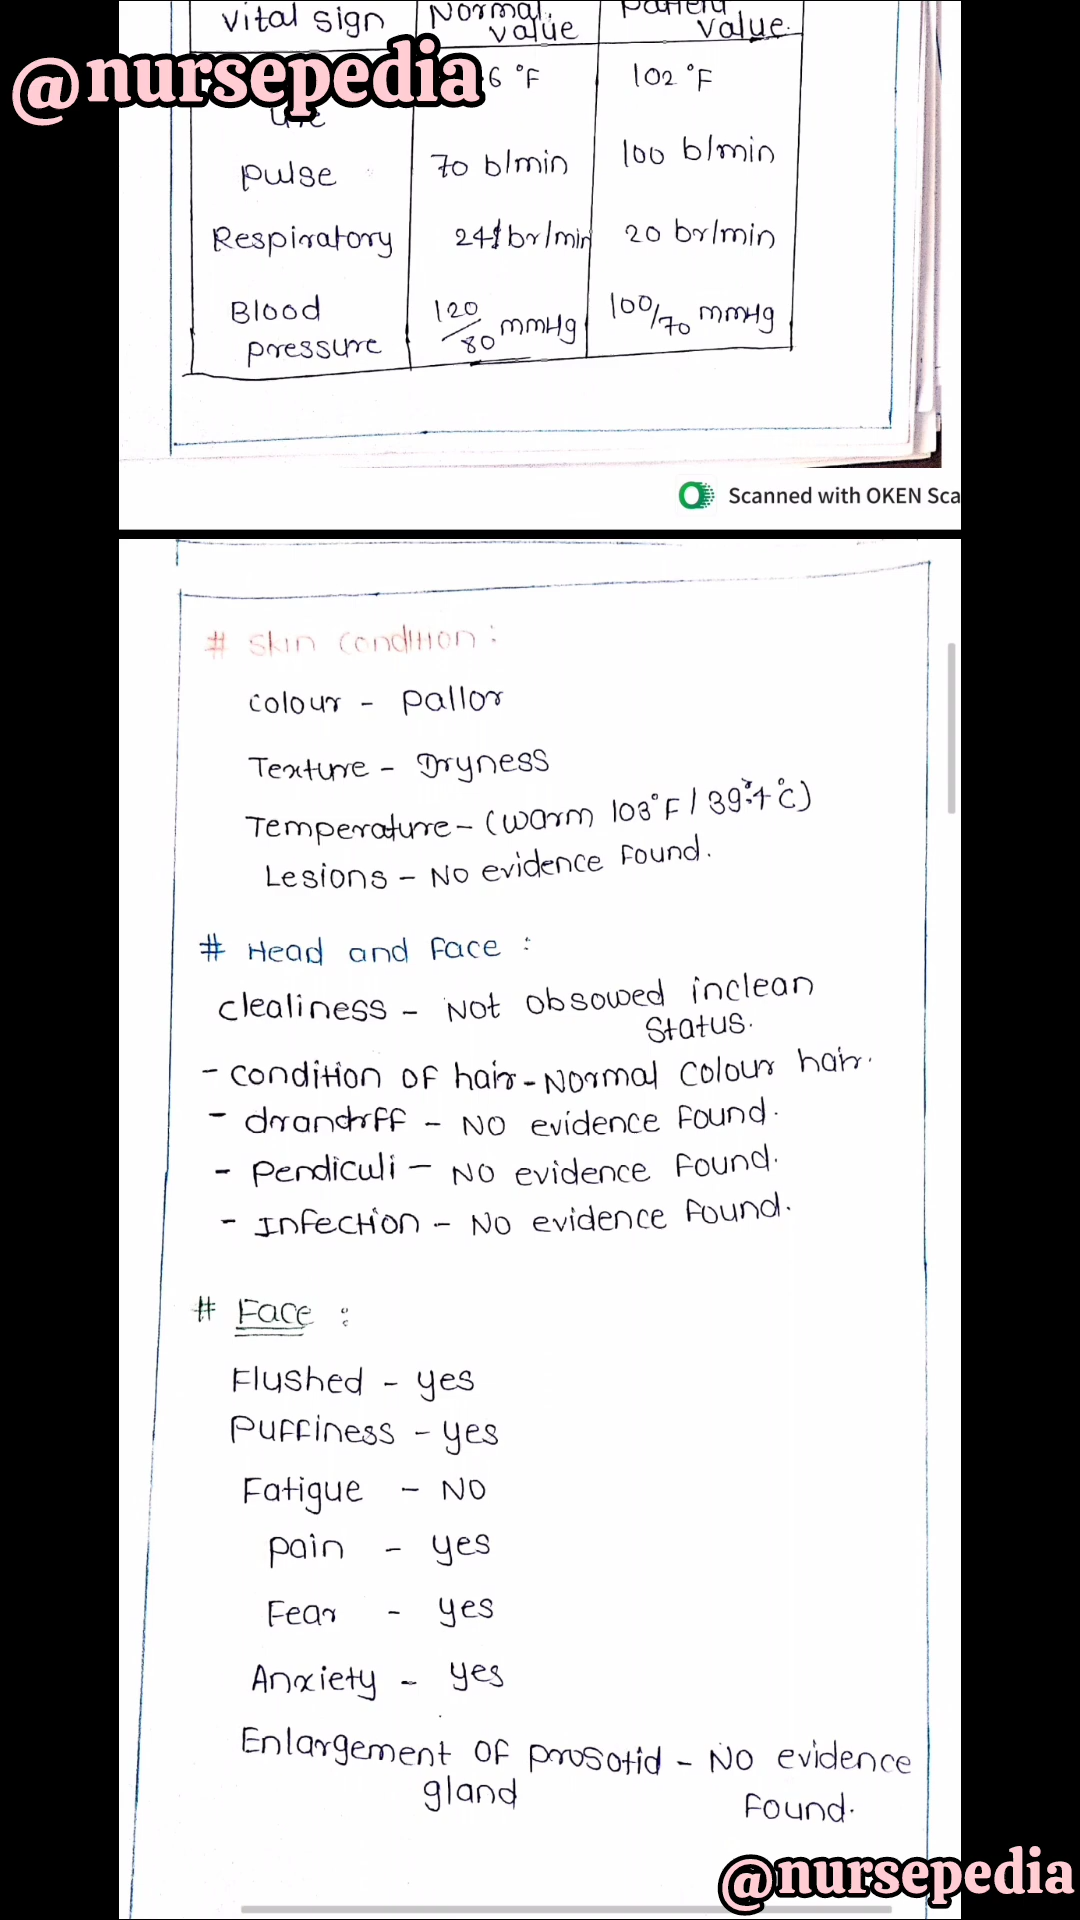 vital sign | Normal value | value.
@nursepedia
6 °F | 102 °F
ure
pulse | 70 b/min | 100 b/min
Respiratory | 24 br/min | 20 br/min
Blood pressure | 120/80 mmHg | 100/70 mmHg
Scanned with OKEN Sca
# Skin condition :
colour - pallor
Texture - Dryness
Temperature - (warm 103°F / 39.4°C)
Lesions - No evidence found.
# Head and face :
clealiness - Not obsowed inclean
status.
- condition of hair - Normal colour hair.
- drandrff - No evidence found.
- pendiculi - No evidence found.
- Infection - No evidence found.
# Face :
Flushed - yes
Puffiness - yes
Fatigue - NO
pain - yes
Fear - yes
Anxiety - yes
Enlargement of prosotid - No evidence
gland found.
@nursepedia